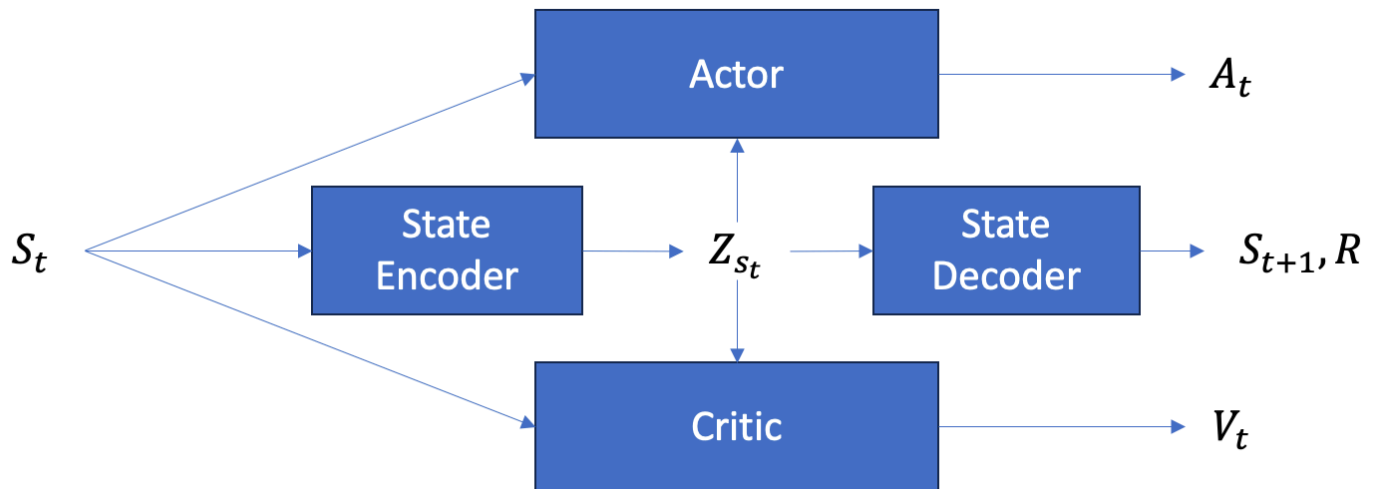 Actor
A_t
S_t
State
Encoder
Z_{s_t}
State
Decoder
S_{t+1}, R
Critic
V_t